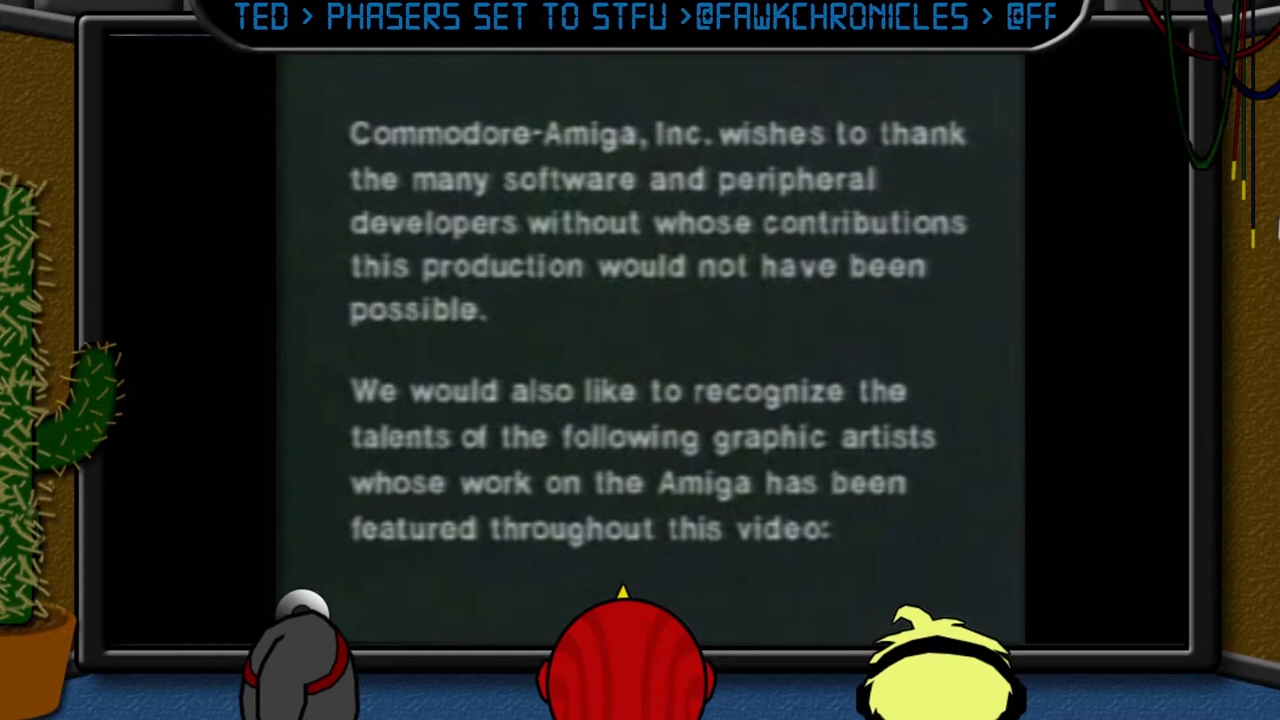 TED > PHASERS SET TO STFU >@FAWKCHRONICLES > @FF
Commodore-Amiga, Inc. wishes to thank
the many software and peripheral
developers without whose contributions
this production would not have been
possible.
We would also like to recognize the
talents of the following graphic artists
whose work on the Amiga has been
featured throughout this video: